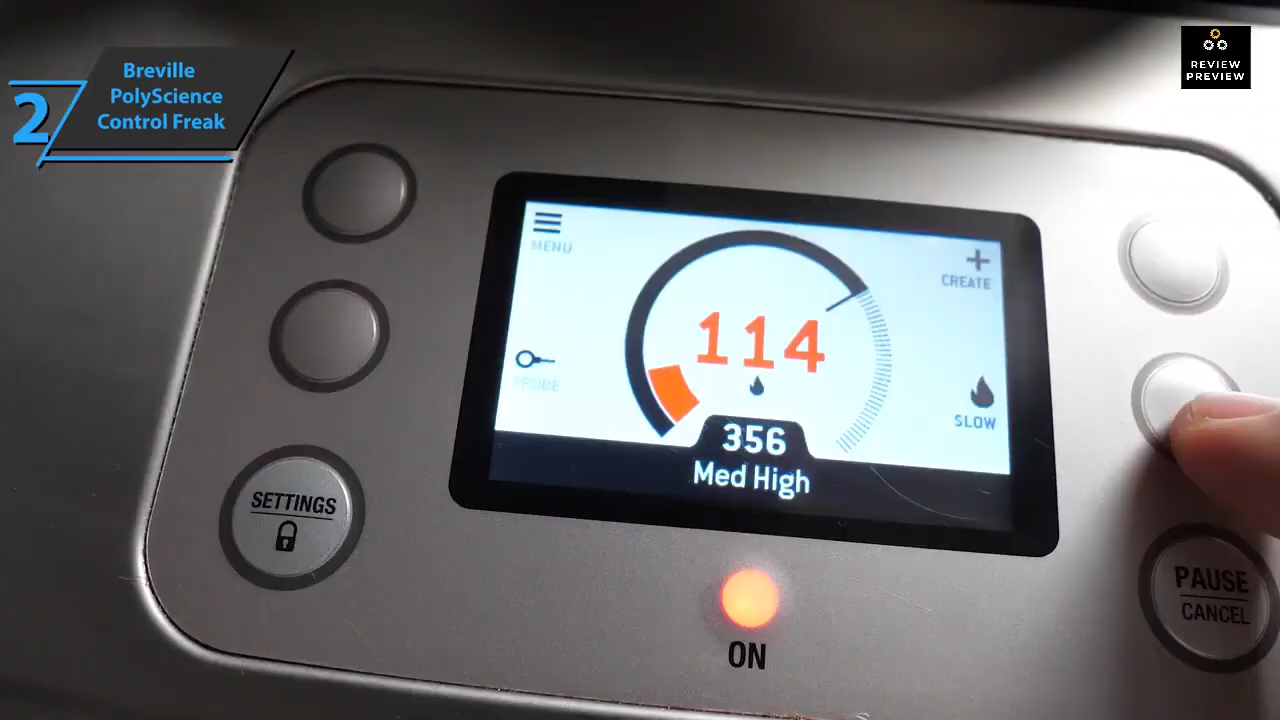 2
Breville
PolyScience
Control Freak
REVIEW
PREVIEW
MENU
CREATE
114
PROBE
SLOW
356
Med High
SETTINGS
PAUSE
CANCEL
ON